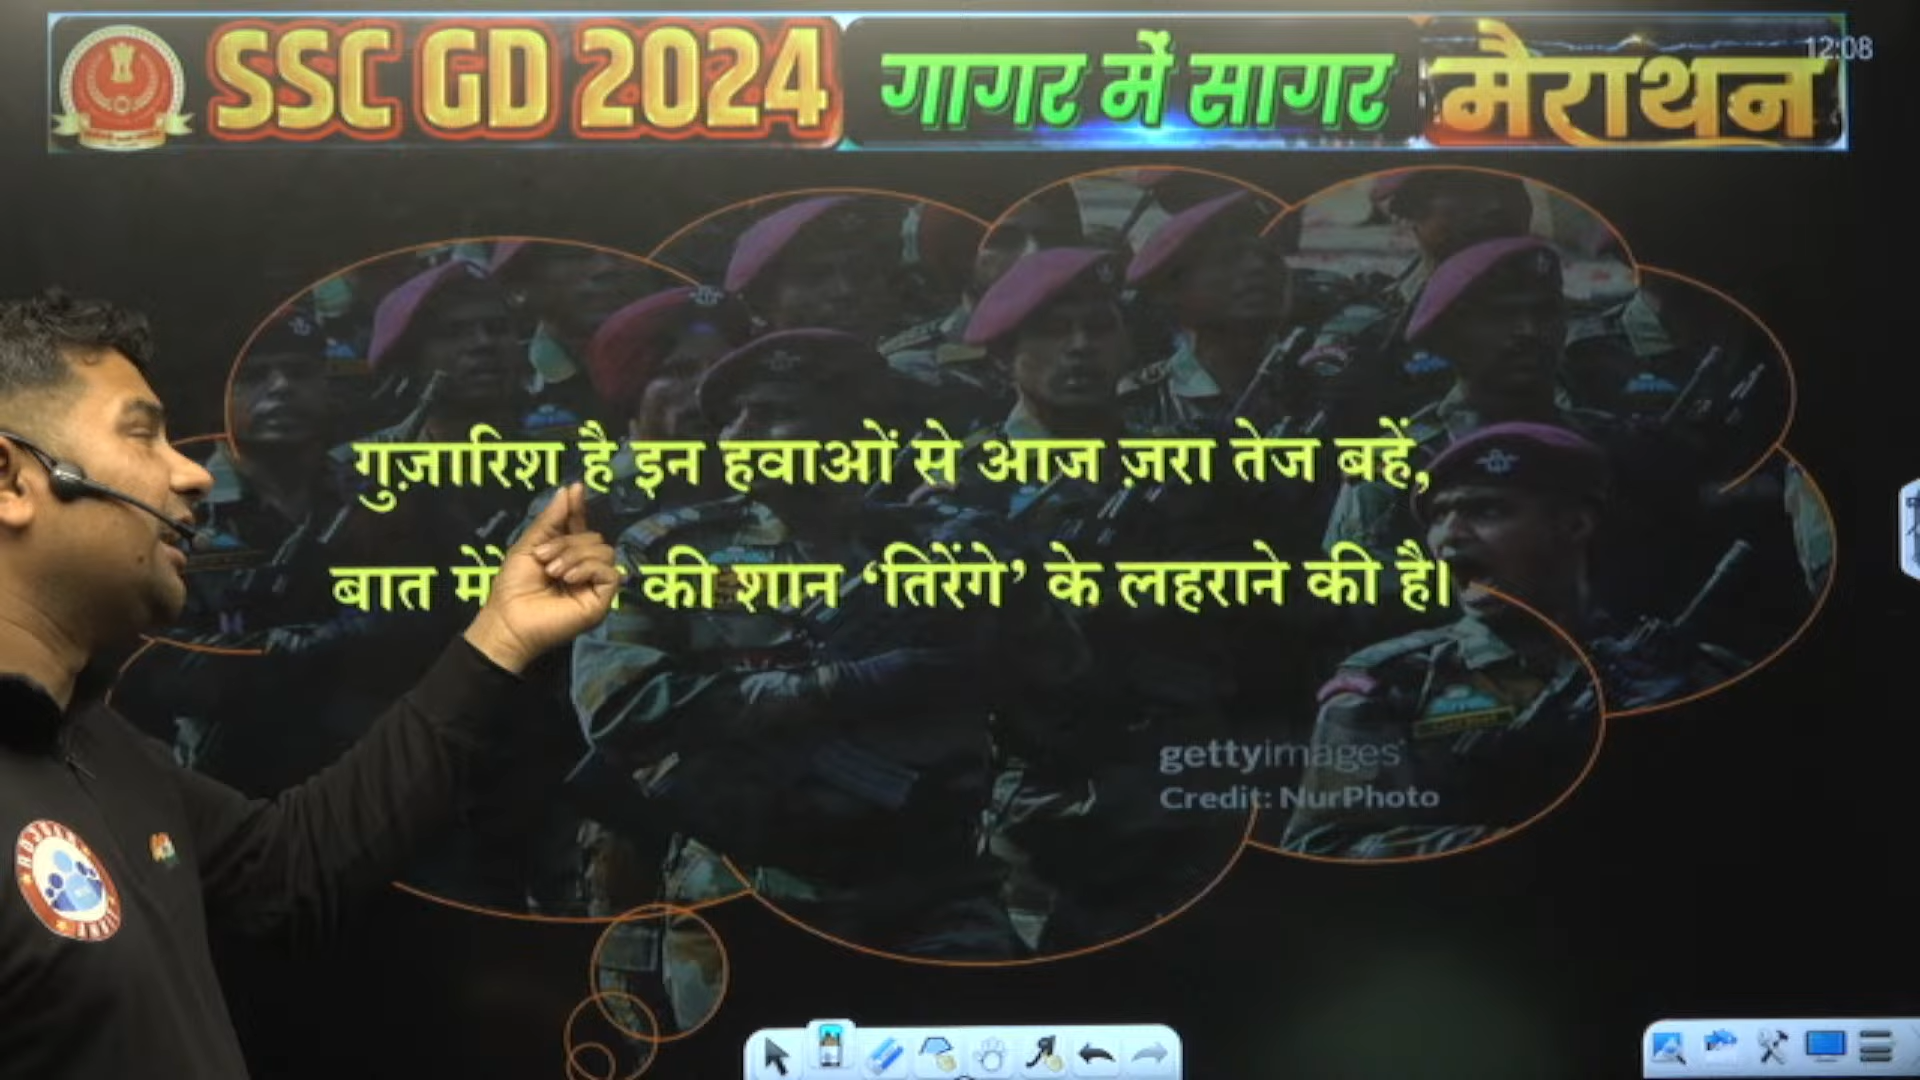 SSC GD 2024 गागर में सागर मैराथन
12:08
गुज़ारिश है इन हवाओं से आज ज़रा तेज बहें,
बात मेरे की शान ‘तिरेंगे’ के लहराने की है।
gettyimages
Credit: NurPhoto